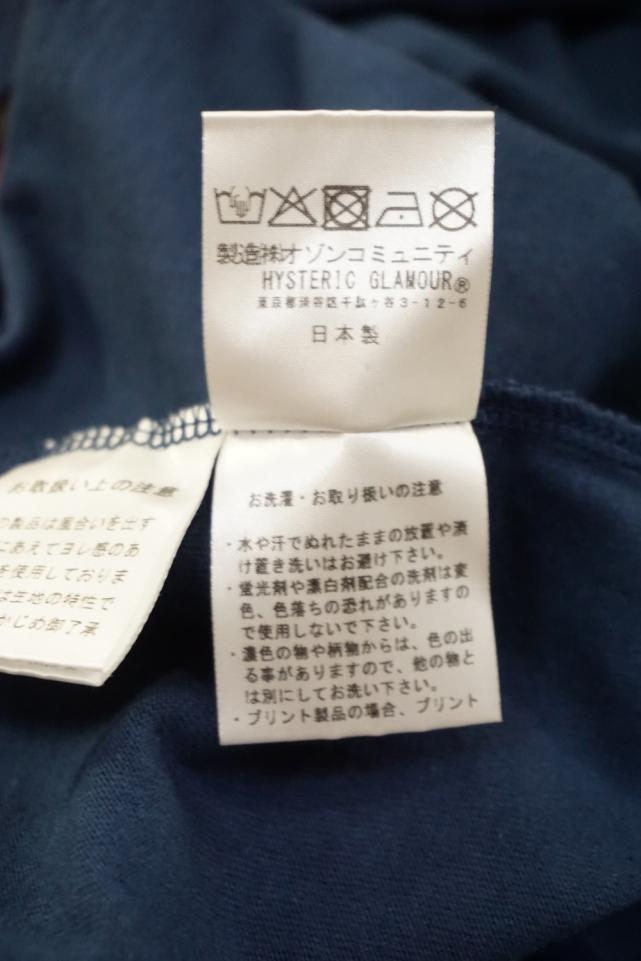 製造㈱オゾンコミュニティ
HYSTERIC GLAMOUR®
東京都渋谷区千駄ヶ谷3-12-6
日本製
お取扱い上の注意
の製品は風合いを出す
にあえてヨレ感のあ
を使用しておりま
は生地の特性で
かじめ御了承
お洗濯・お取り扱いの注意
・水や汗でぬれたままの放置や漬
け置き洗いはお避け下さい。
・蛍光剤や漂白剤配合の洗剤は変
色、色落ちの恐れがありますの
で使用しないで下さい。
・濃色の物や柄物からは、色の出
る事がありますので、他の物と
は別にしてお洗い下さい。
・プリント製品の場合、プリント